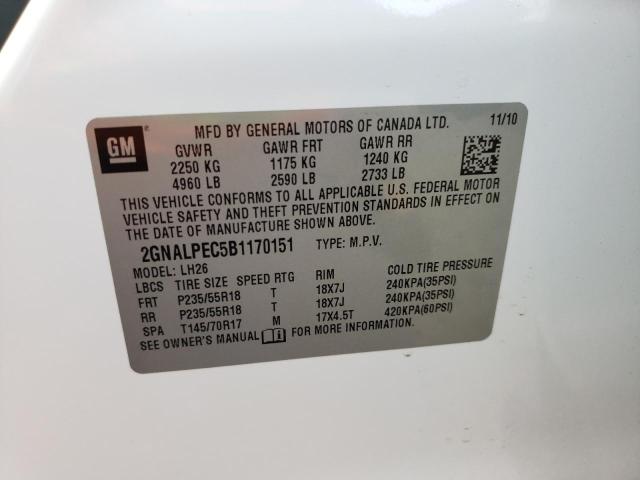 GM
MFD BY GENERAL MOTORS OF CANADA LTD. 11/10
GVWR GAWR FRT GAWR RR
2250 KG 1175 KG 1240 KG
4960 LB 2590 LB 2733 LB
THIS VEHICLE CONFORMS TO ALL APPLICABLE U.S. FEDERAL MOTOR
VEHICLE SAFETY AND THEFT PREVENTION STANDARDS IN EFFECT ON
THE DATE OF MANUFACTURE SHOWN ABOVE.
2GNALPEC5B1170151 TYPE: M.P.V.
MODEL: LH26
LBCS TIRE SIZE SPEED RTG RIM COLD TIRE PRESSURE
FRT P235/55R18 T 18X7J 240KPA(35PSI)
RR P235/55R18 T 18X7J 240KPA(35PSI)
SPA T145/70R17 M 17X4.5T 420KPA(60PSI)
SEE OWNER'S MANUAL FOR MORE INFORMATION.